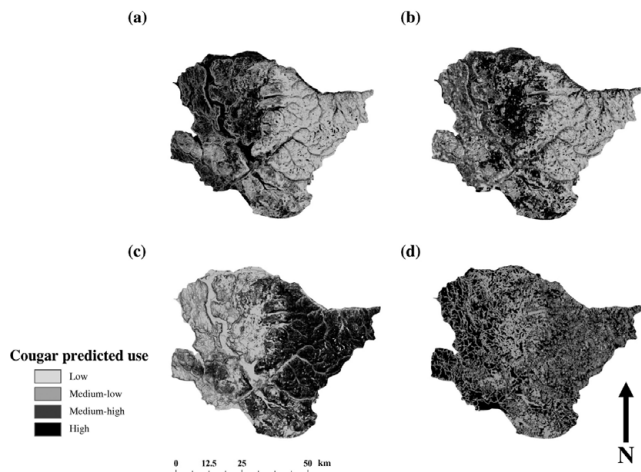 (a)
(b)
(c)
(d)
Cougar predicted use
Low
Medium-low
Medium-high
High
0 12.5 25 50 km
N